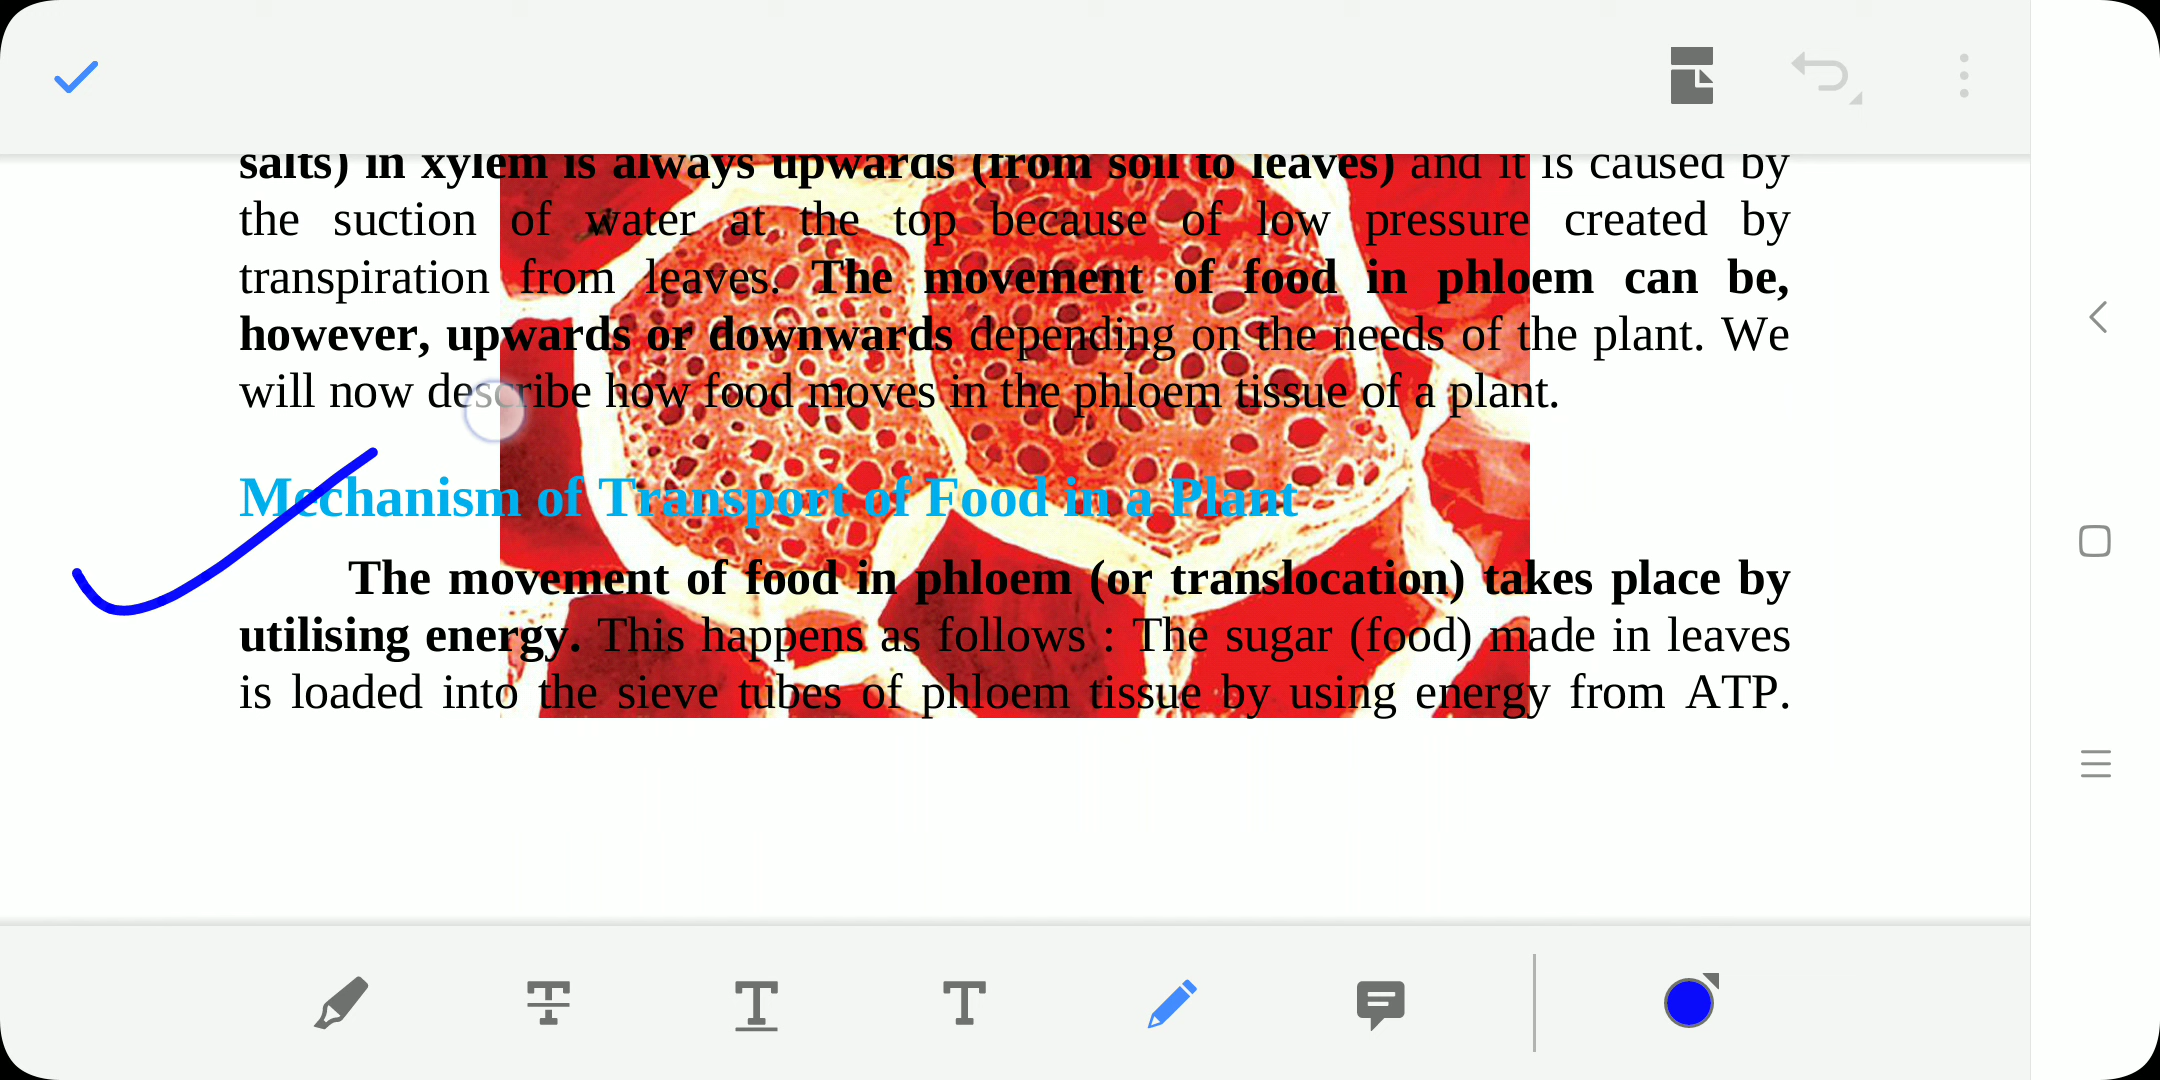 salts) in xylem is always upwards (from soil to leaves) and it is caused by
the suction of water at the top because of low pressure created by
transpiration from leaves. The movement of food in phloem can be,
however, upwards or downwards depending on the needs of the plant. We
will now describe how food moves in the phloem tissue of a plant.
Mechanism of Transport of Food in a Plant
The movement of food in phloem (or translocation) takes place by
utilising energy. This happens as follows : The sugar (food) made in leaves
is loaded into the sieve tubes of phloem tissue by using energy from ATP.